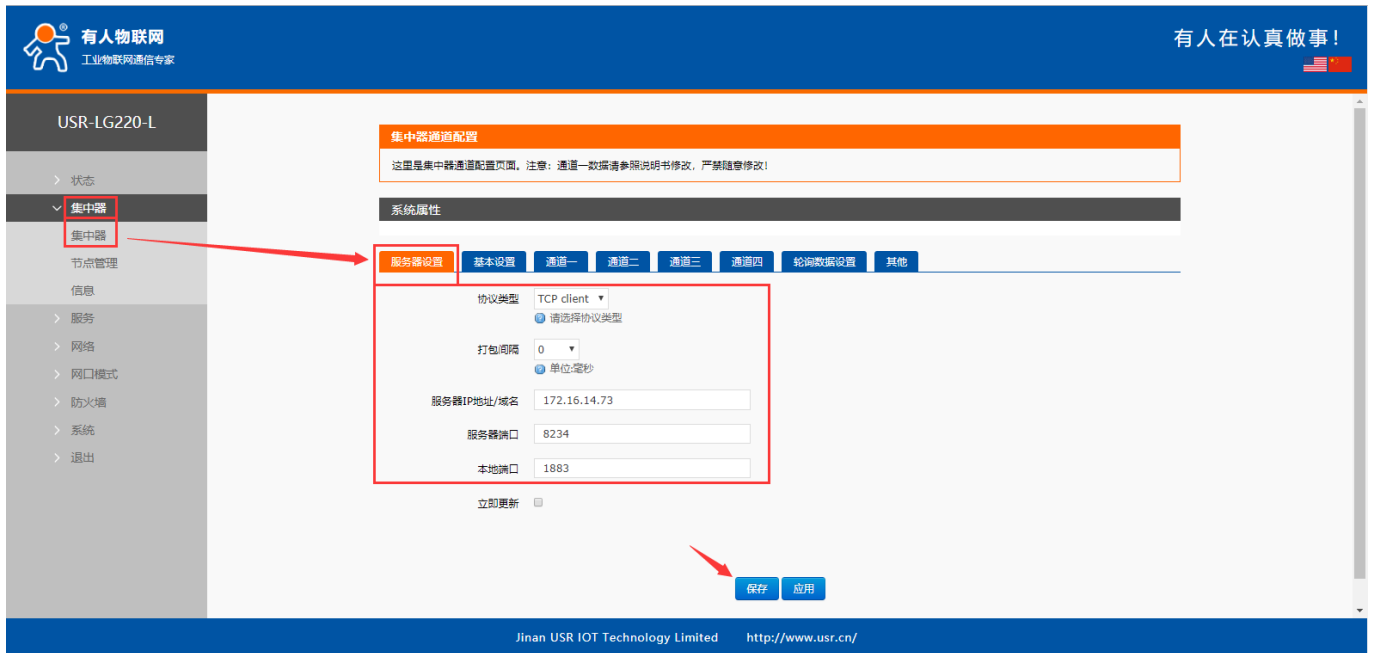 有人物联网
工业物联网通信专家
有人在认真做事！
USR-LG220-L
状态
集中器
集中器
节点管理
信息
服务
网络
网口模式
防火墙
系统
退出
集中器通道配置
这里是集中器通道配置页面。注意：通道一数据请参照说明书修改，严禁随意修改！
系统属性
服务器设置 基本设置 通道一 通道二 通道三 通道四 轮询数据设置 其他
协议类型 TCP client
请选择协议类型
打包间隔 0
单位:毫秒
服务器IP地址/域名 172.16.14.73
服务器端口 8234
本地端口 1883
立即更新
保存 应用
Jinan USR IOT Technology Limited http://www.usr.cn/